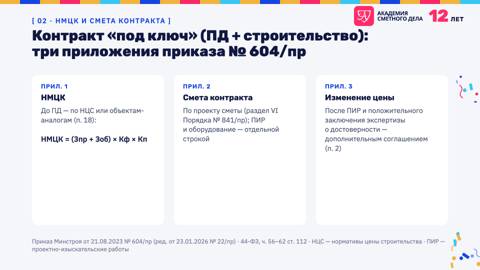 [ 02 · НМЦК И СМЕТА КОНТРАКТА ]
АКАДЕМИЯ
СМЕТНОГО ДЕЛА
12 ЛЕТ
Контракт «под ключ» (ПД + строительство):
три приложения приказа № 604/пр
ПРИЛ. 1
НМЦК
До ПД — по НЦС или объектам-
аналогам (п. 18):
НМЦК = (Зпр + Зоб) × Кф × Кп
ПРИЛ. 2
Смета контракта
По проекту сметы (раздел VI
Порядка № 841/пр); ПИР
и оборудование — отдельной
строкой
ПРИЛ. 3
Изменение цены
После ПИР и положительного
заключения экспертизы
о достоверности —
дополнительным соглашением
(п. 2)
Приказ Минстроя от 21.08.2023 № 604/пр (ред. от 23.01.2026 № 22/пр) · 44-ФЗ, ч. 56–62 ст. 112 · НЦС — нормативы цены строительства · ПИР —
проектно-изыскательские работы